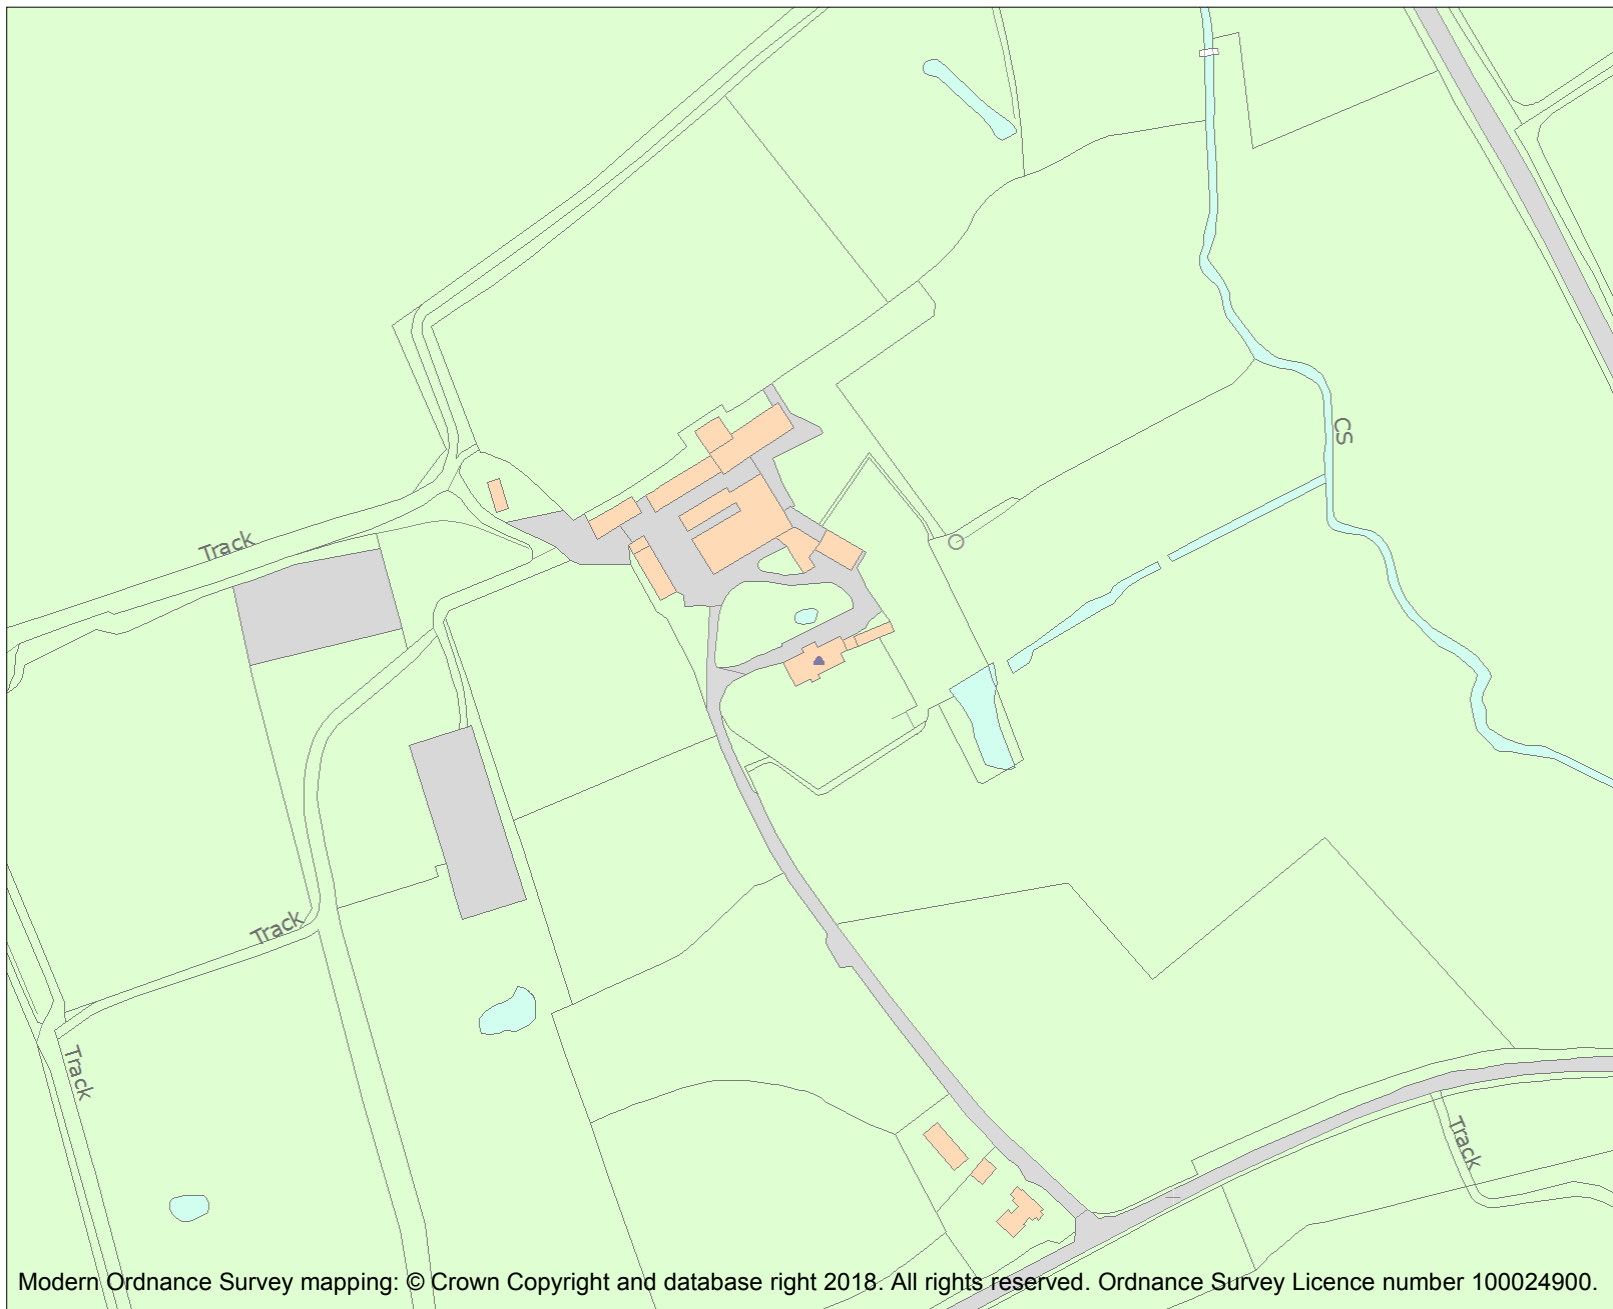 CS
Track
Track
Track
Track
Modern Ordnance Survey mapping: © Crown Copyright and database right 2018. All rights reserved. Ordnance Survey Licence number 100024900.